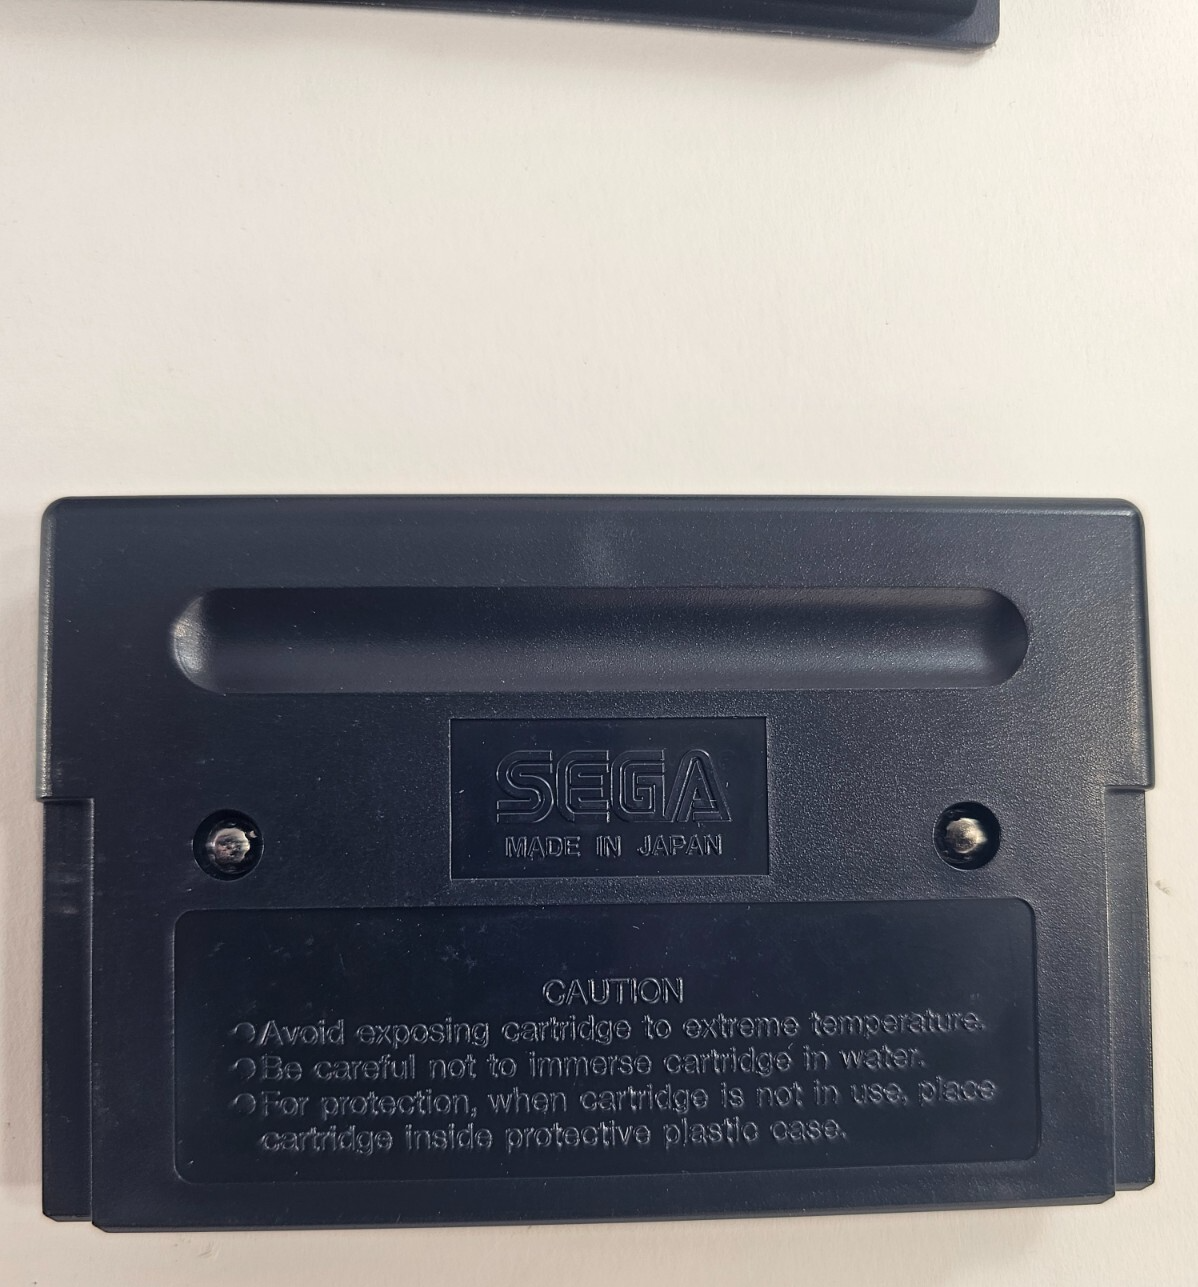 SEGA
MADE IN JAPAN
CAUTION
●Avoid exposing cartridge to extreme temperature.
●Be careful not to immerse cartridge in water.
●For protection, when cartridge is not in use, place
cartridge inside protective plastic case.